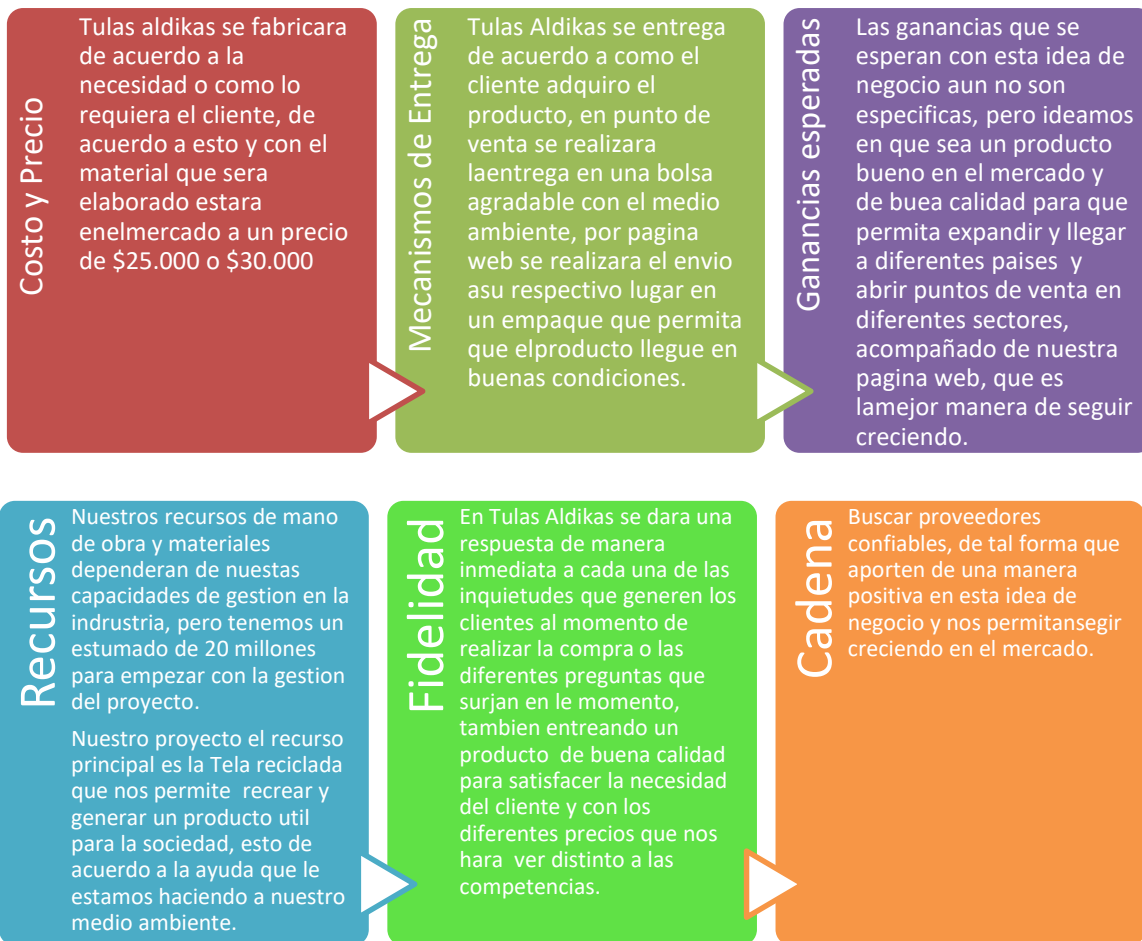 Costo y Precio
Tulas aldikas se fabricara
de acuerdo a la
necesidad o como lo
requiera el cliente, de
acuerdo a esto y con el
material que sera
elaborado estara
enelmercado a un precio
de $25.000 o $30.000
Mecanismos de Entrega
Tulas Aldikas se entrega
de acuerdo a como el
cliente adquiro el
producto, en punto de
venta se realizara
laentrega en una bolsa
agradable con el medio
ambiente, por pagina
web se realizara el envio
asu respectivo lugar en
un empaque que permita
que elproducto llegue en
buenas condiciones.
Ganancias esperadas
Las ganancias que se
esperan con esta idea de
negocio aun no son
especificas, pero ideamos
en que sea un producto
bueno en el mercado y
de buea calidad para que
permita expandir y llegar
a diferentes paises y
abrir puntos de venta en
diferentes sectores,
acompañado de nuestra
pagina web, que es
lamejor manera de seguir
creciendo.
Recursos
Nuestros recursos de mano
de obra y materiales
dependeran de nuestas
capacidades de gestion en la
indrustria, pero tenemos un
estumado de 20 millones
para empezar con la gestion
del proyecto.
Nuestro proyecto el recurso
principal es la Tela reciclada
que nos permite recrear y
generar un producto util
para la sociedad, esto de
acuerdo a la ayuda que le
estamos haciendo a nuestro
medio ambiente.
Fidelidad
En Tulas Aldikas se dara una
respuesta de manera
inmediata a cada una de las
inquietudes que generen los
clientes al momento de
realizar la compra o las
diferentes preguntas que
surjan en le momento,
tambien entreando un
producto de buena calidad
para satisfacer la necesidad
del cliente y con los
diferentes precios que nos
hara ver distinto a las
competencias.
Cadena
Buscar proveedores
confiables, de tal forma que
aporten de una manera
positiva en esta idea de
negocio y nos permitansegir
creciendo en el mercado.